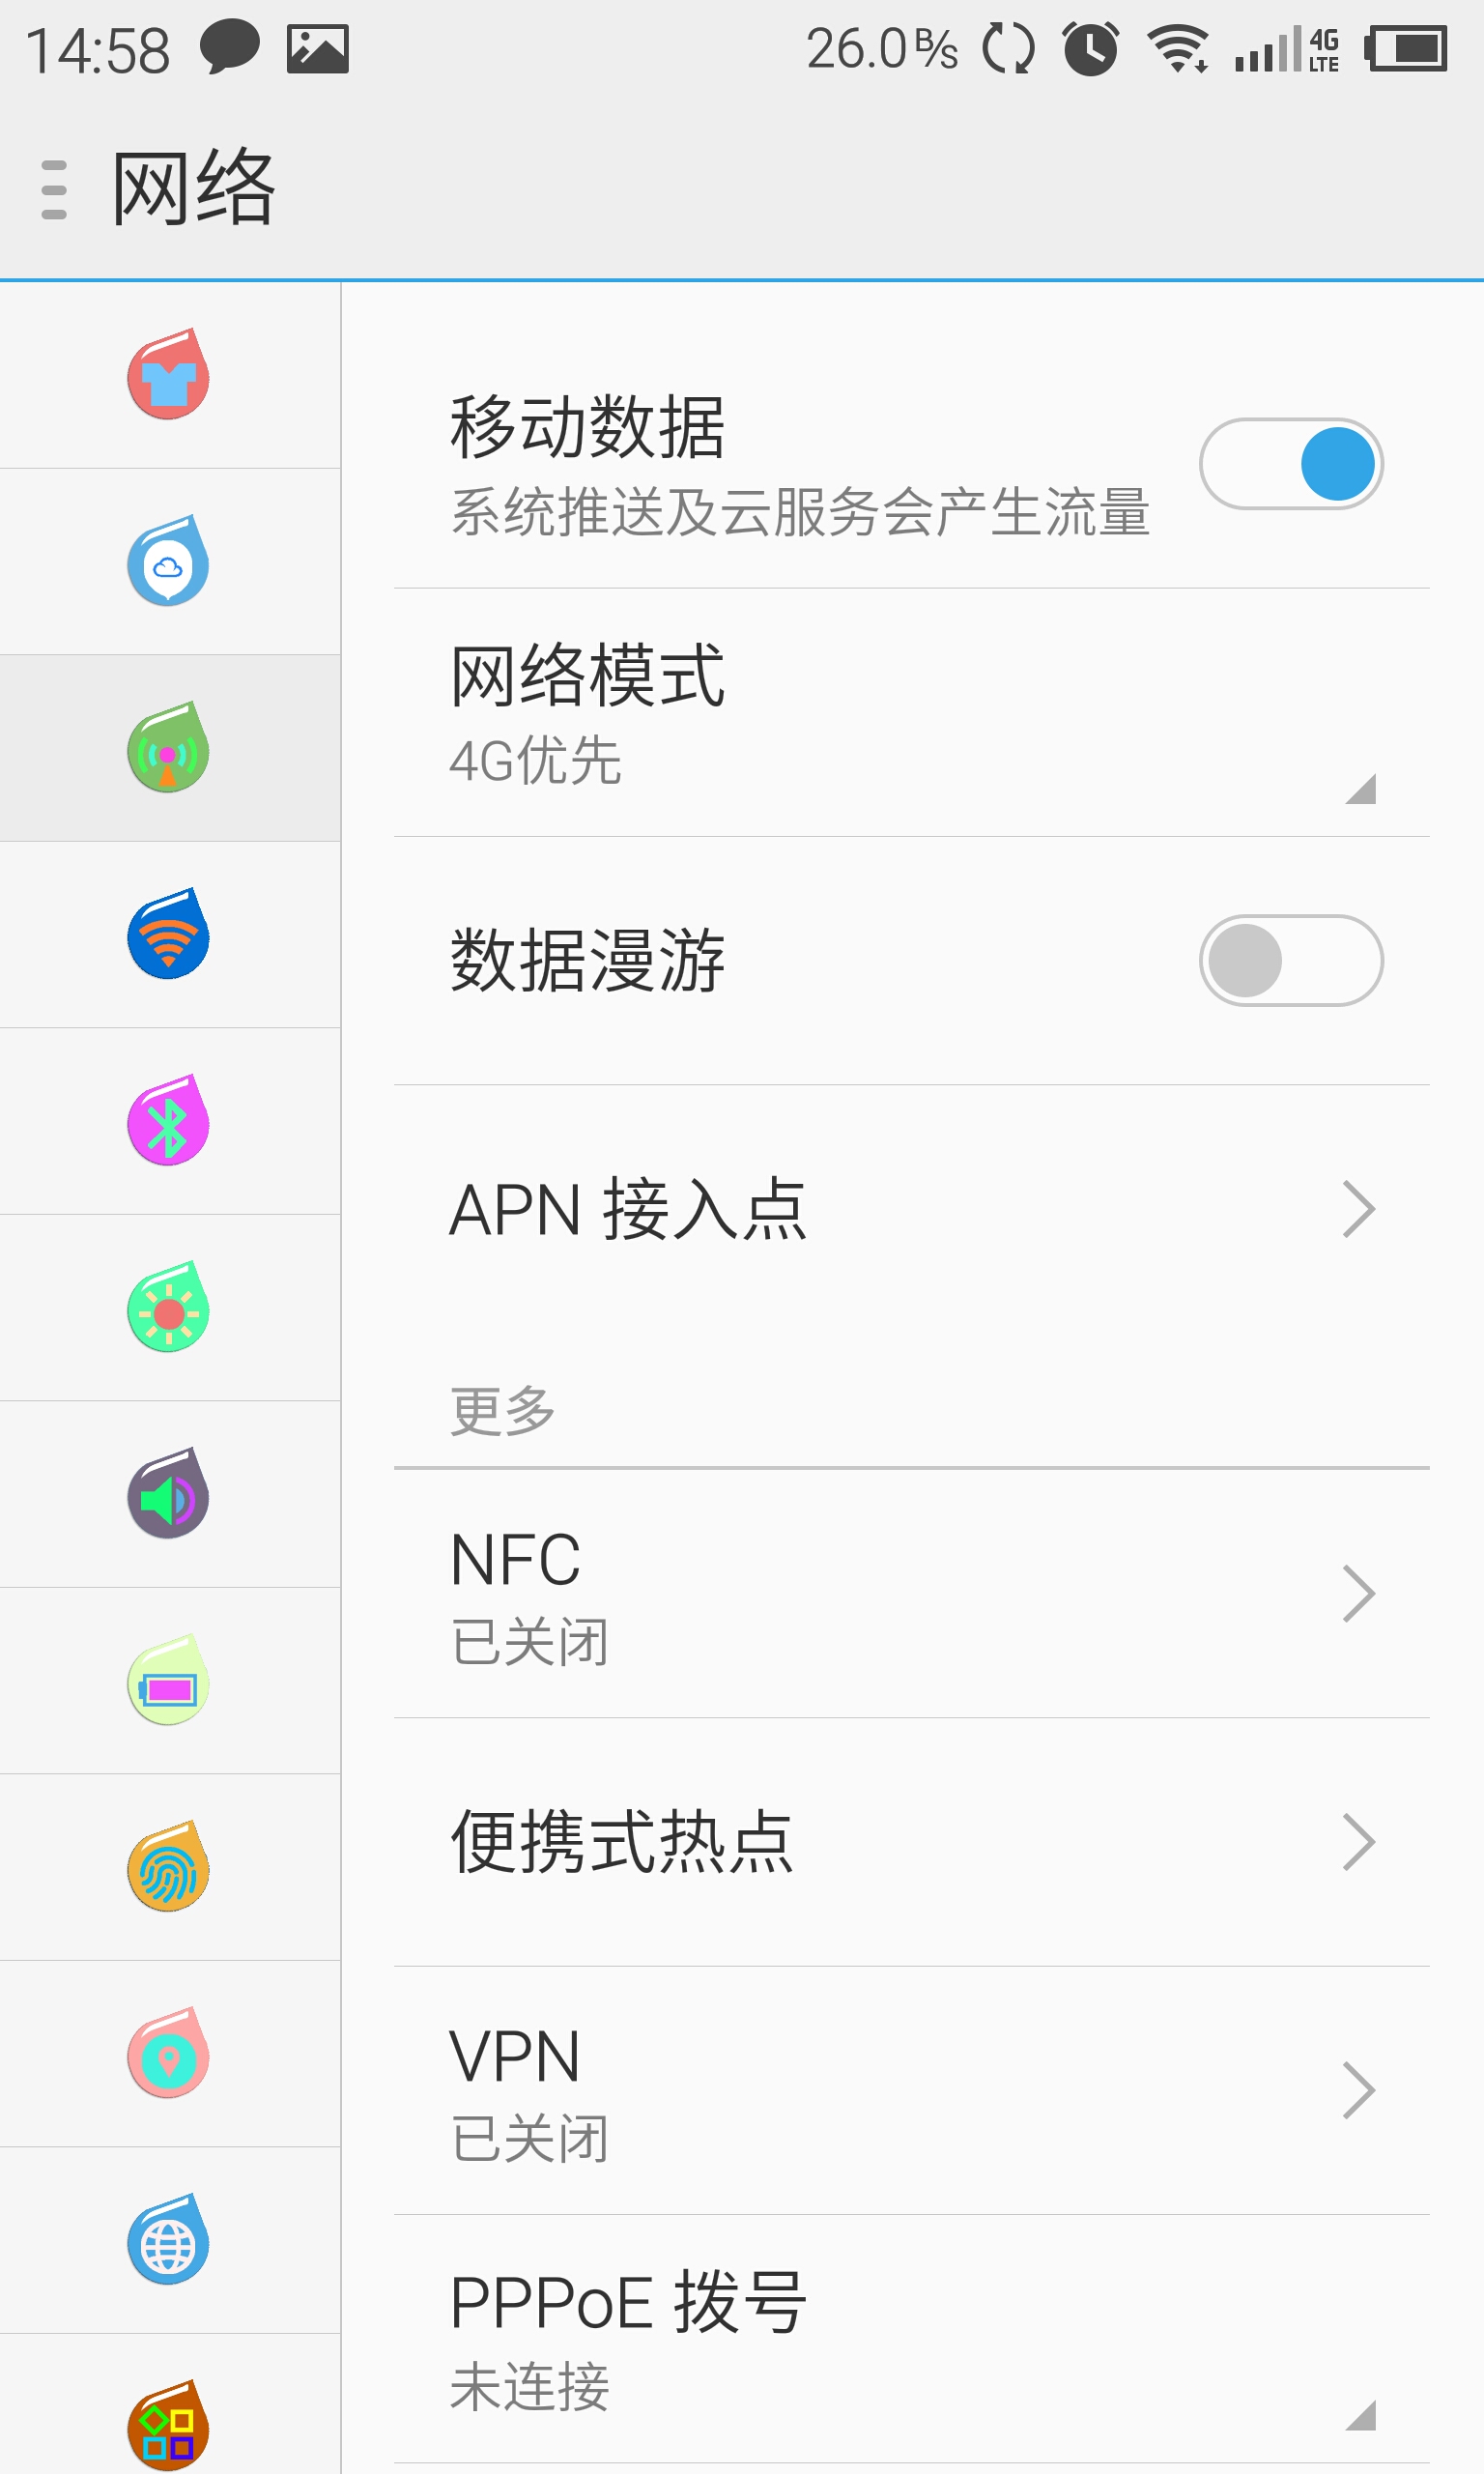 14:58 26.0 B/S 4G LTE
网络
移动数据
系统推送及云服务会产生流量
网络模式
4G优先
数据漫游
APN 接入点
更多
NFC
已关闭
便携式热点
VPN
已关闭
PPPoE 拨号
未连接